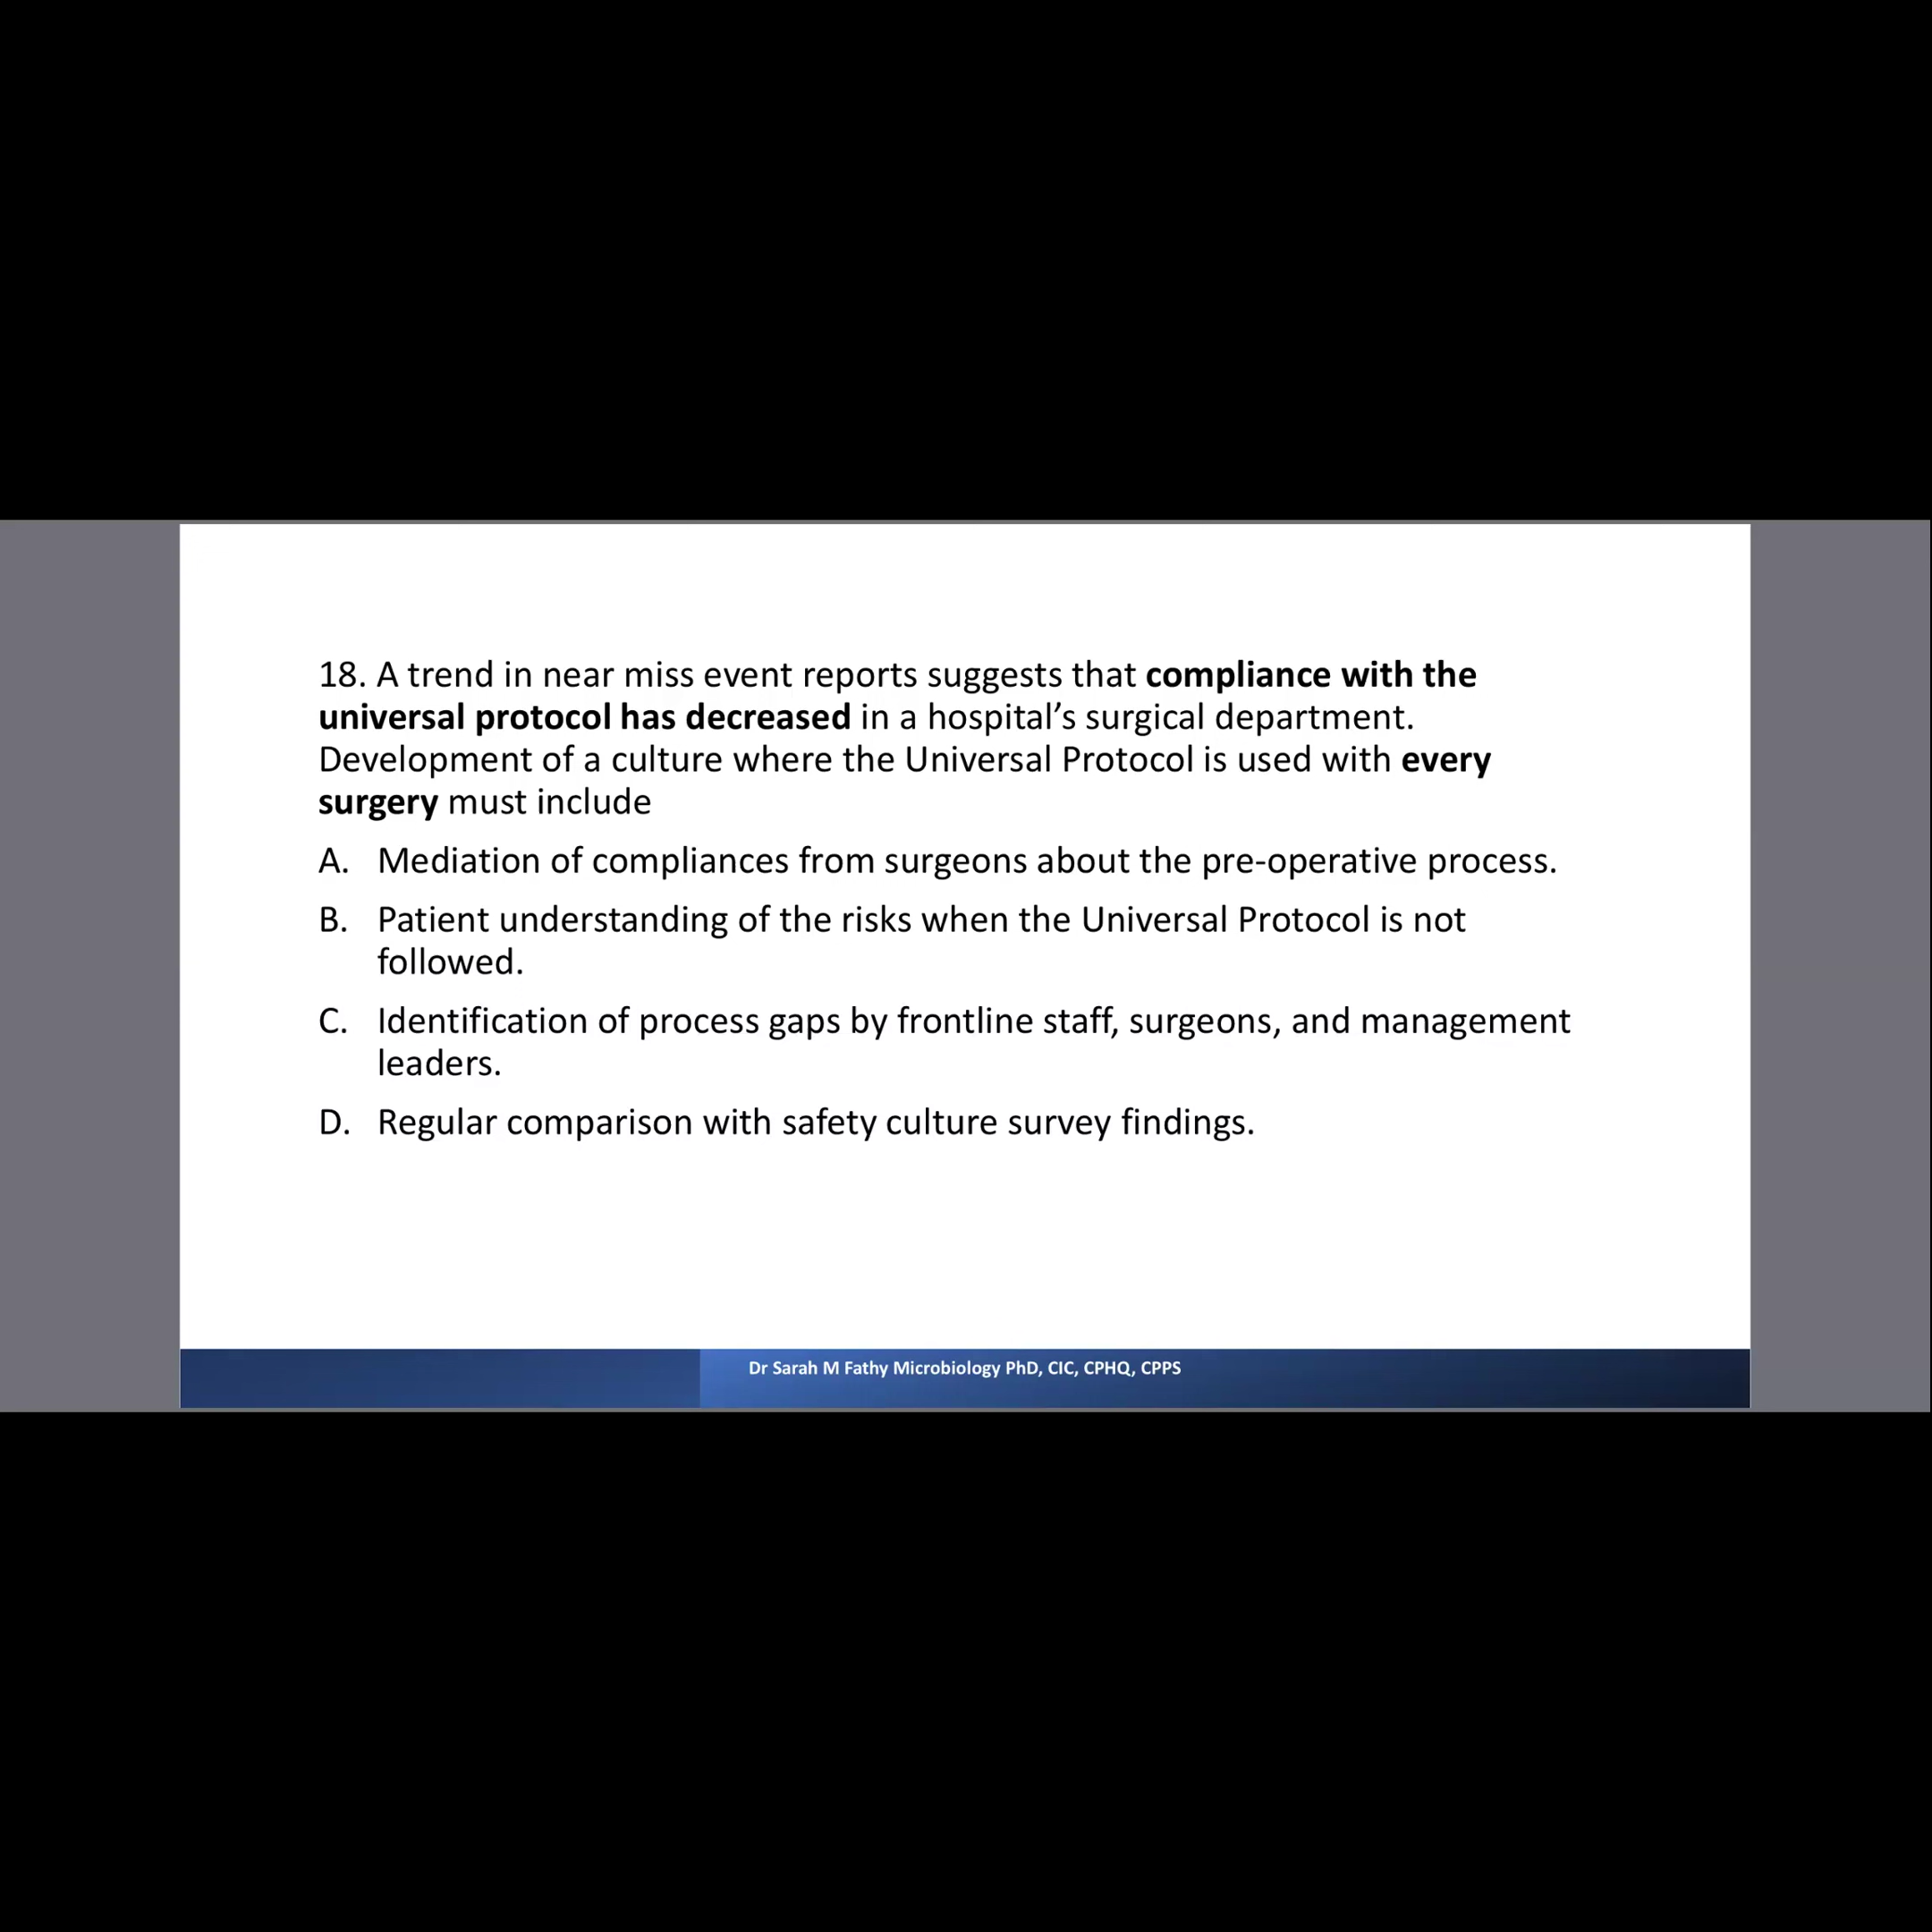 18. A trend in near miss event reports suggests that compliance with the
universal protocol has decreased in a hospital’s surgical department.
Development of a culture where the Universal Protocol is used with every
surgery must include
A. Mediation of compliances from surgeons about the pre-operative process.
B. Patient understanding of the risks when the Universal Protocol is not
followed.
C. Identification of process gaps by frontline staff, surgeons, and management
leaders.
D. Regular comparison with safety culture survey findings.
Dr Sarah M Fathy Microbiology PhD, CIC, CPHQ, CPPS